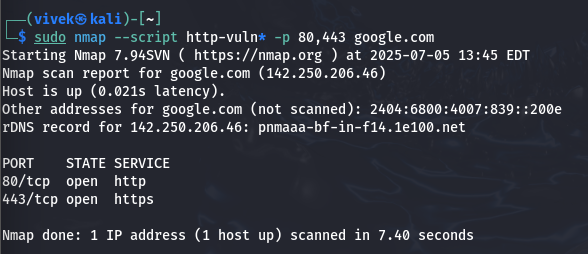 (vivek㉿kali)-[~]
$ sudo nmap --script http-vuln* -p 80,443 google.com
Starting Nmap 7.94SVN ( https://nmap.org ) at 2025-07-05 13:45 EDT
Nmap scan report for google.com (142.250.206.46)
Host is up (0.021s latency).
Other addresses for google.com (not scanned): 2404:6800:4007:839::200e
rDNS record for 142.250.206.46: pnmaaa-bf-in-f14.1e100.net
PORT    STATE SERVICE
80/tcp  open  http
443/tcp open  https
Nmap done: 1 IP address (1 host up) scanned in 7.40 seconds